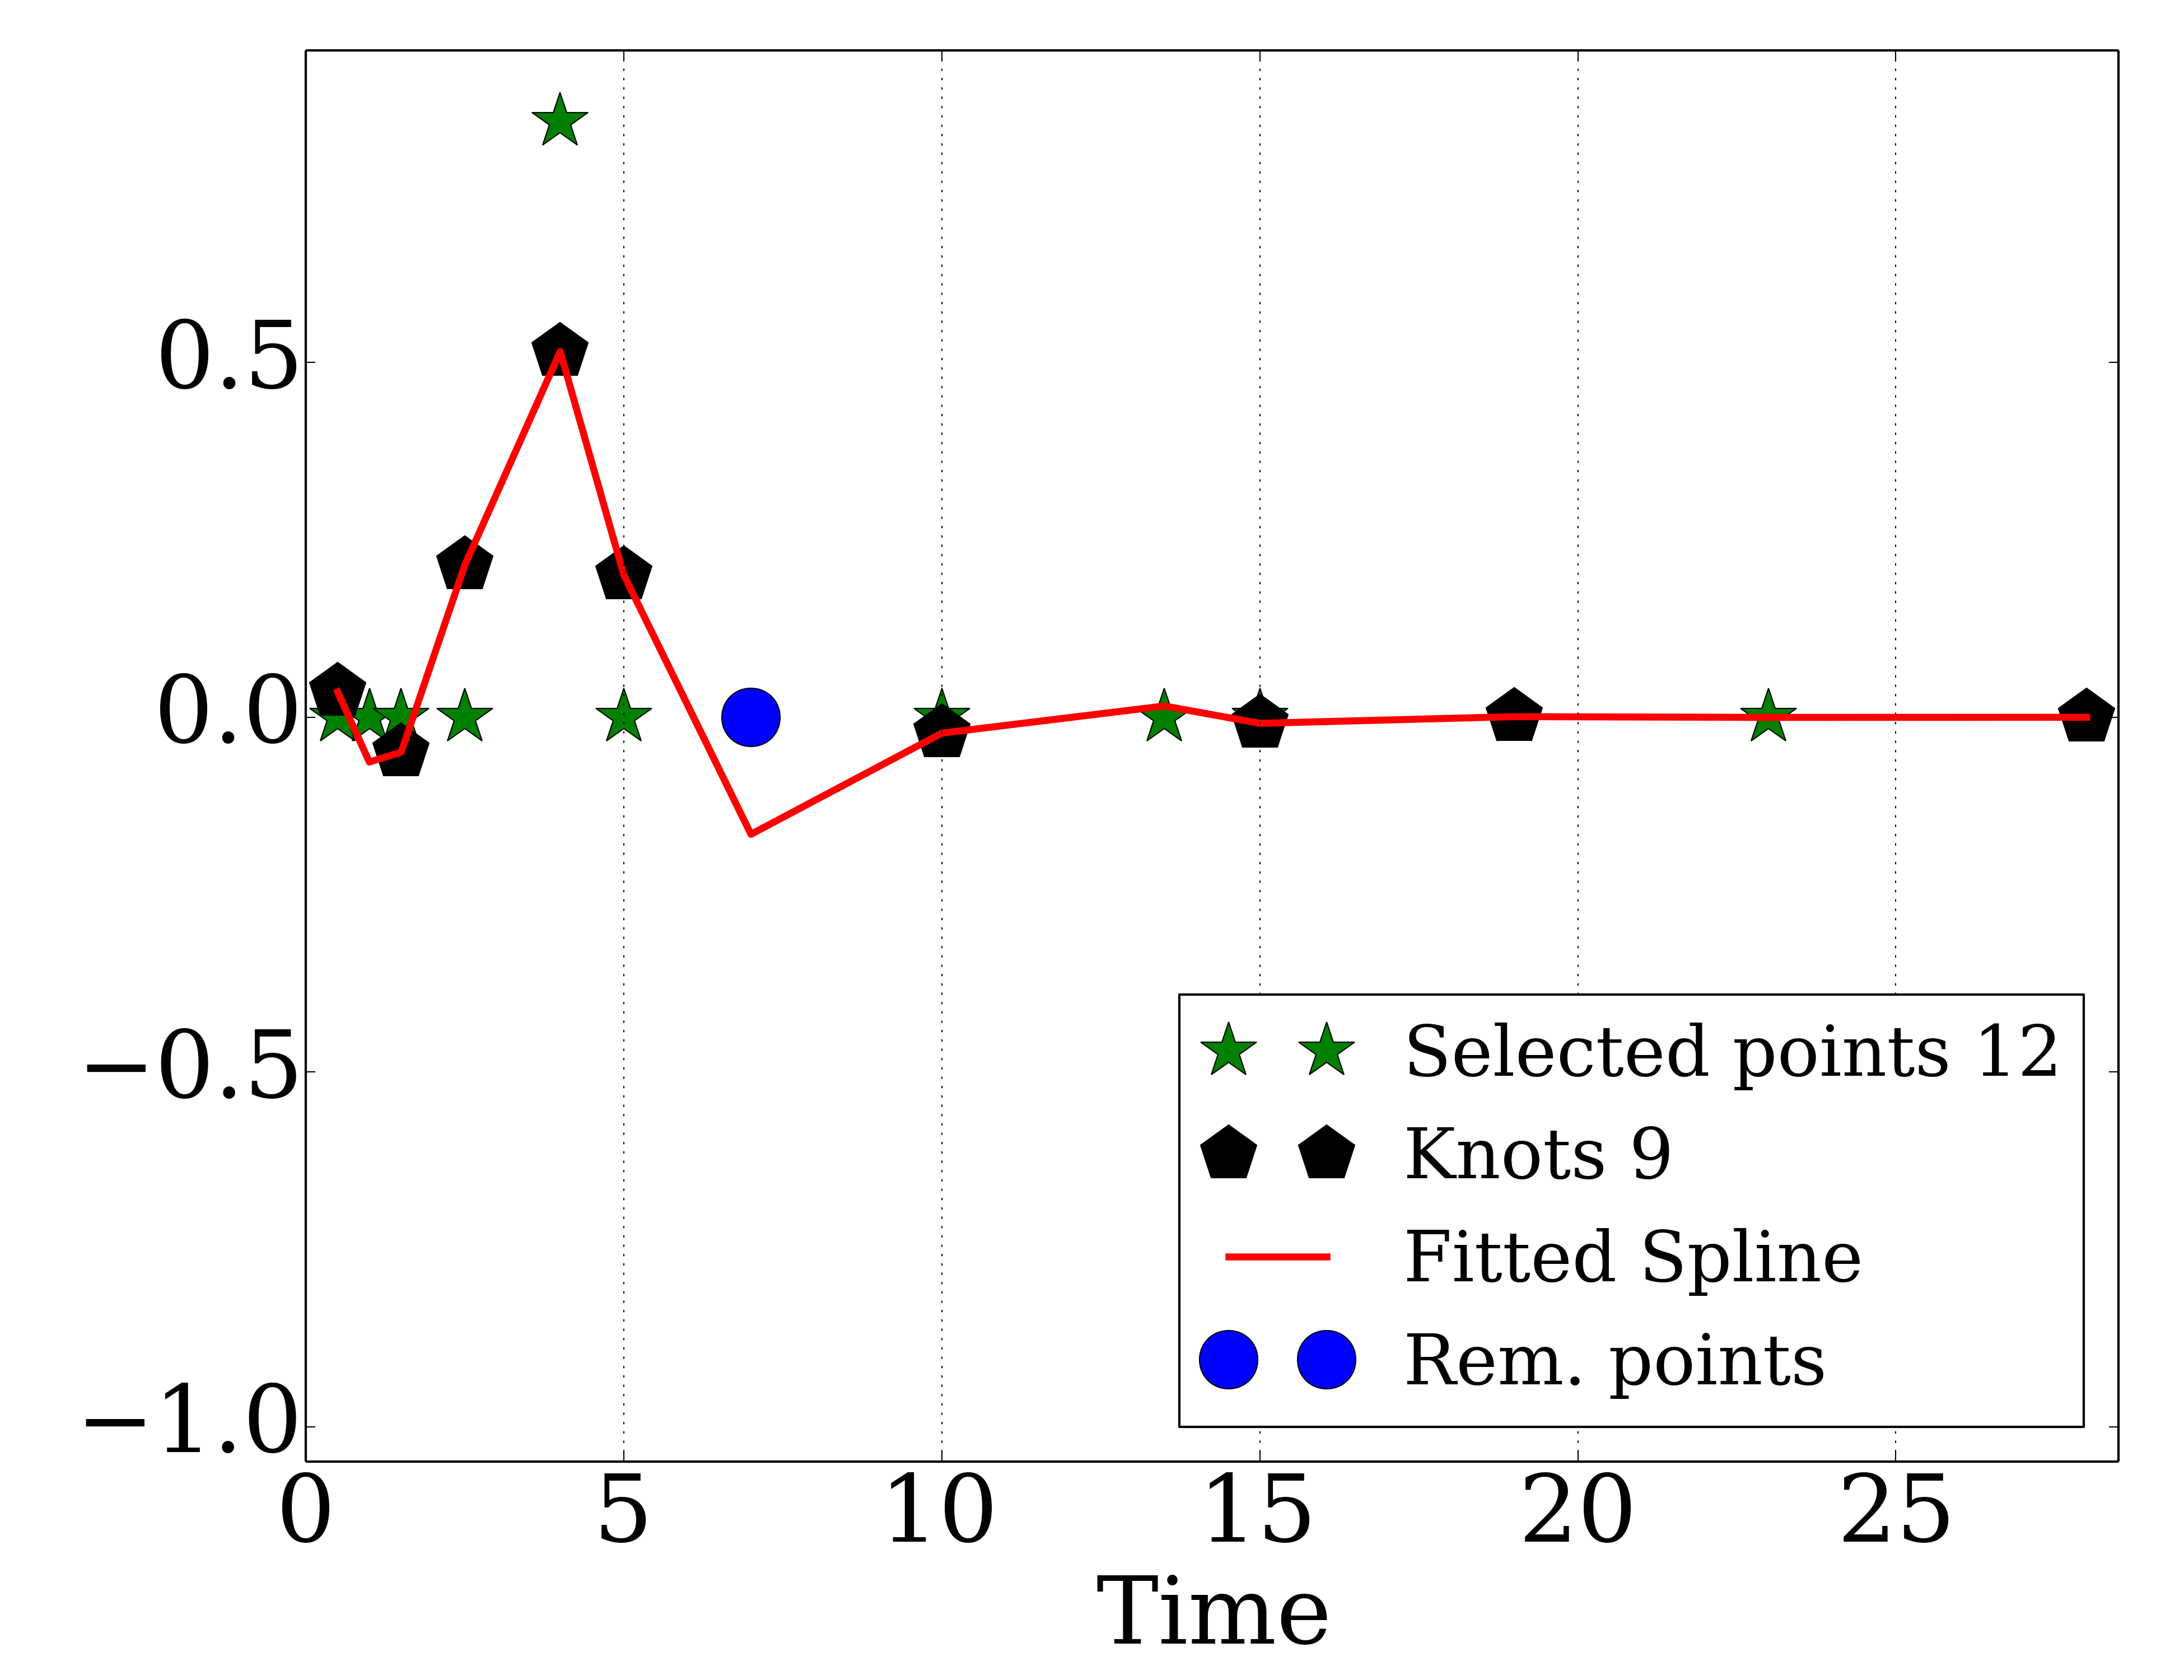 0.5
0.0
−0.5
−1.0
0 5 10 15 20 25
Time
Selected points 12
Knots 9
Fitted Spline
Rem. points